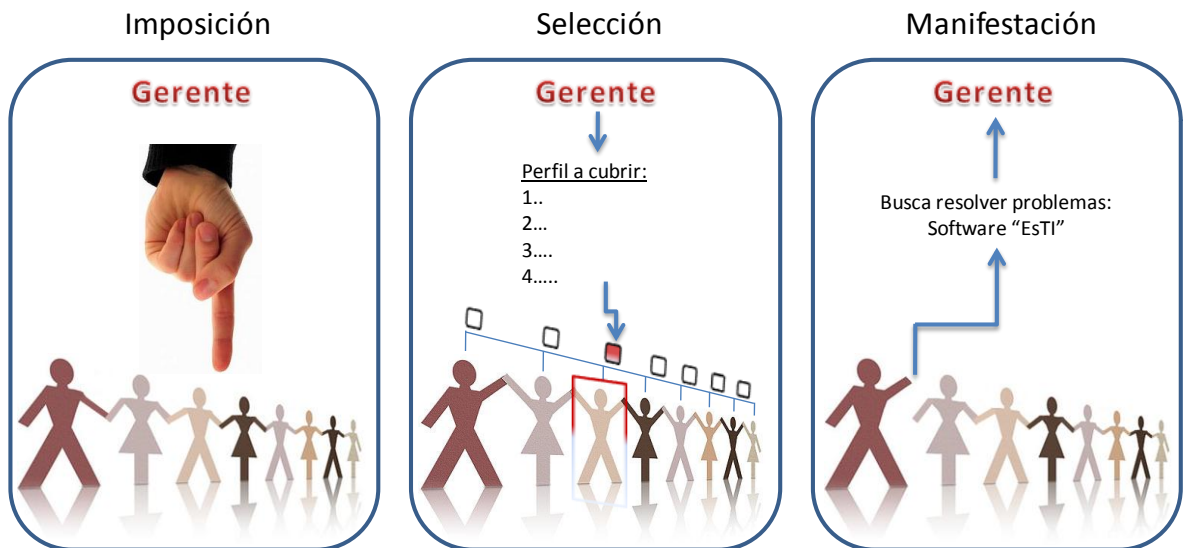 Imposición
Gerente
Selección
Gerente
Perfil a cubrir:
1..
2...
3....
4.....
Manifestación
Gerente
Busca resolver problemas:
Software “EsTI”